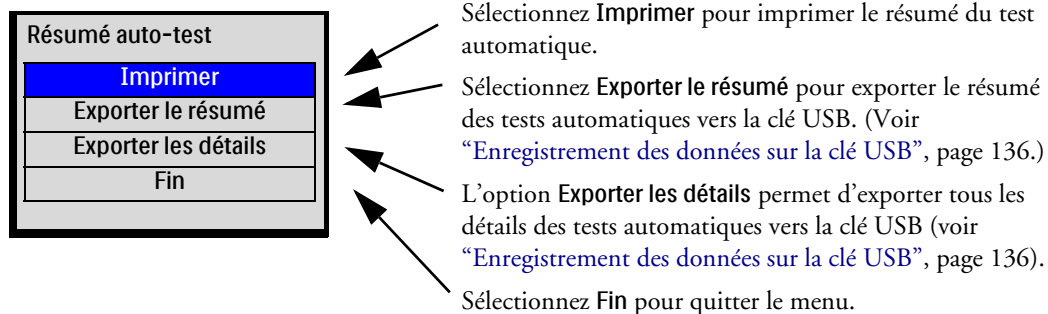 Résumé auto-test
Imprimer
Exporter le résumé
Exporter les détails
Fin
Sélectionnez Imprimer pour imprimer le résumé du test
automatique.
Sélectionnez Exporter le résumé pour exporter le résumé
des tests automatiques vers la clé USB. (Voir
“Enregistrement des données sur la clé USB”, page 136.)
L’option Exporter les détails permet d’exporter tous les
détails des tests automatiques vers la clé USB (voir
“Enregistrement des données sur la clé USB”, page 136).
Sélectionnez Fin pour quitter le menu.